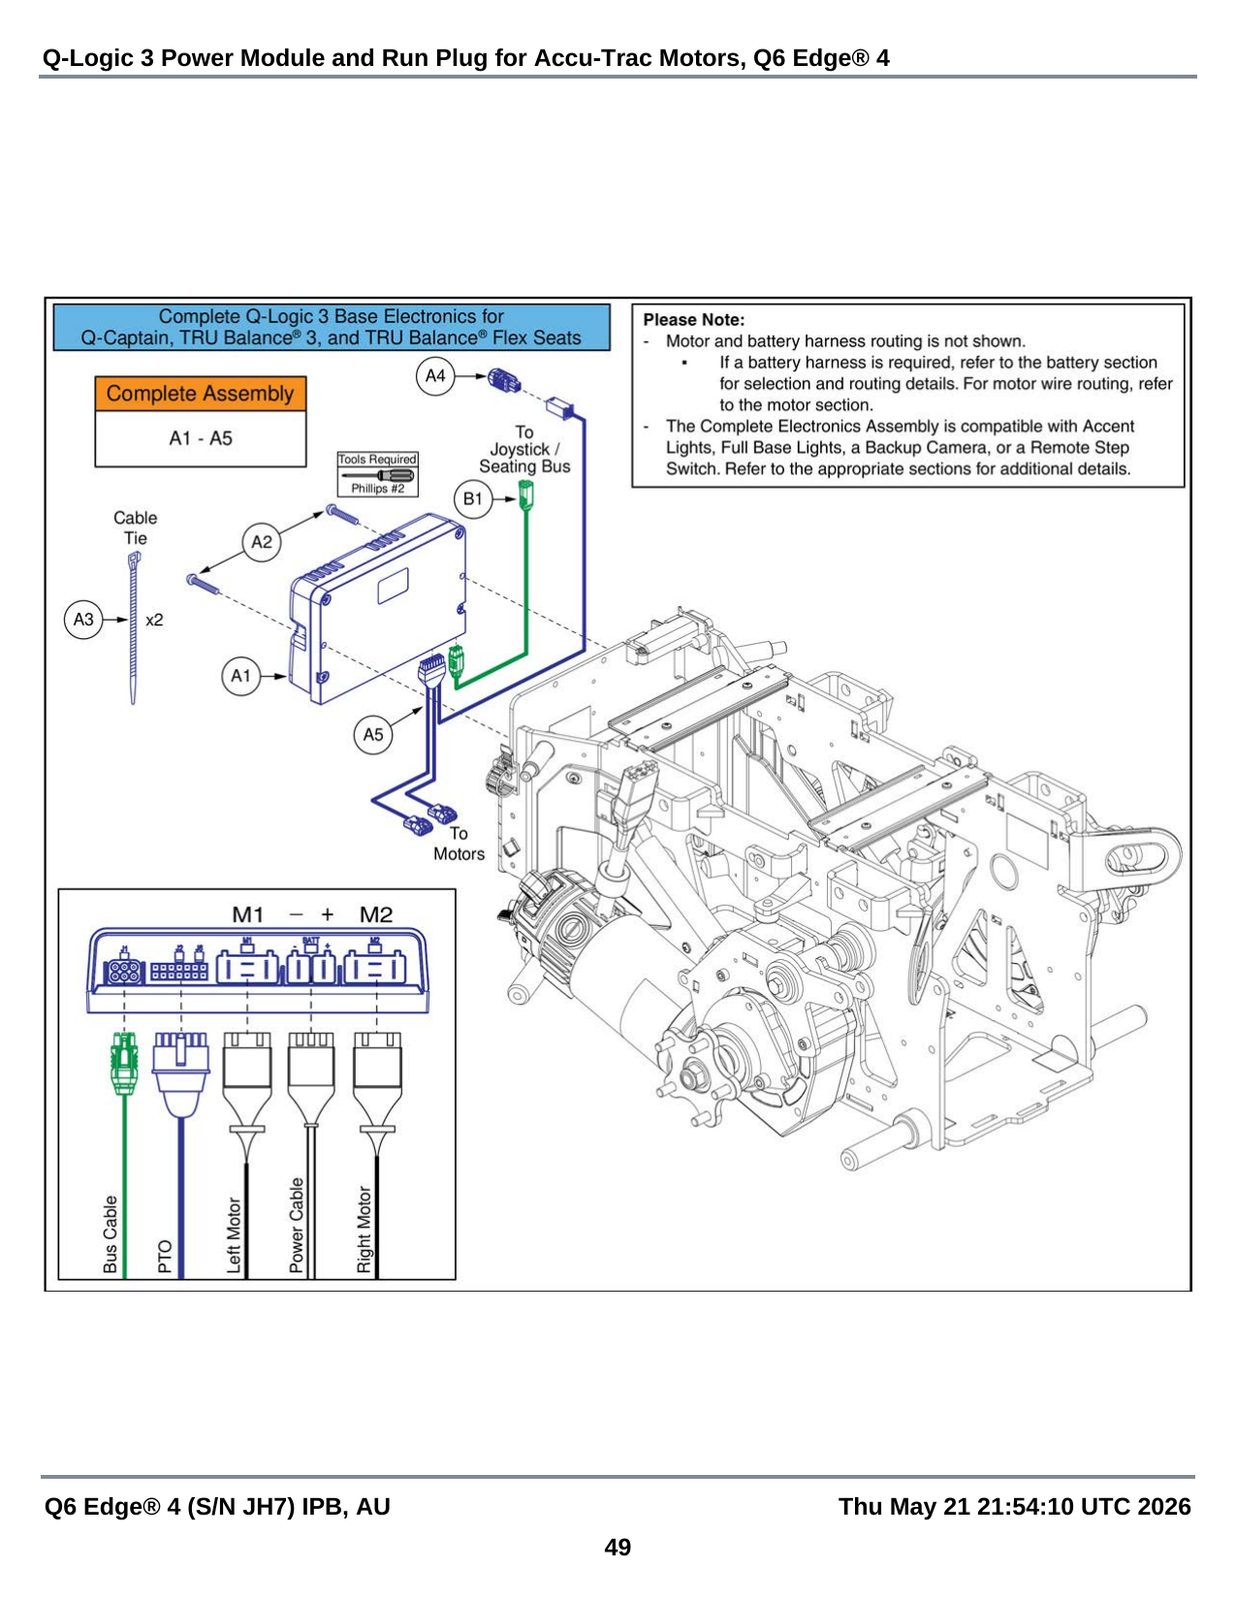 Q-Logic 3 Power Module and Run Plug for Accu-Trac Motors, Q6 Edge® 4
Complete Q-Logic 3 Base Electronics for
Q-Captain, TRU Balance® 3, and TRU Balance® Flex Seats
Please Note:
- Motor and battery harness routing is not shown.
▪ If a battery harness is required, refer to the battery section
for selection and routing details. For motor wire routing, refer
to the motor section.
- The Complete Electronics Assembly is compatible with Accent
Lights, Full Base Lights, a Backup Camera, or a Remote Step
Switch. Refer to the appropriate sections for additional details.
Complete Assembly
A1 - A5
A4
To
Joystick /
Seating Bus
Tools Required
Phillips #2
B1
Cable
Tie
A2
A3
x2
A1
A5
To
Motors
M1 – + M2
J1
J2
M1
BATT
- +
M2
Bus Cable
PTO
Left Motor
Power Cable
Right Motor
Q6 Edge® 4 (S/N JH7) IPB, AU
Thu May 21 21:54:10 UTC 2026
49